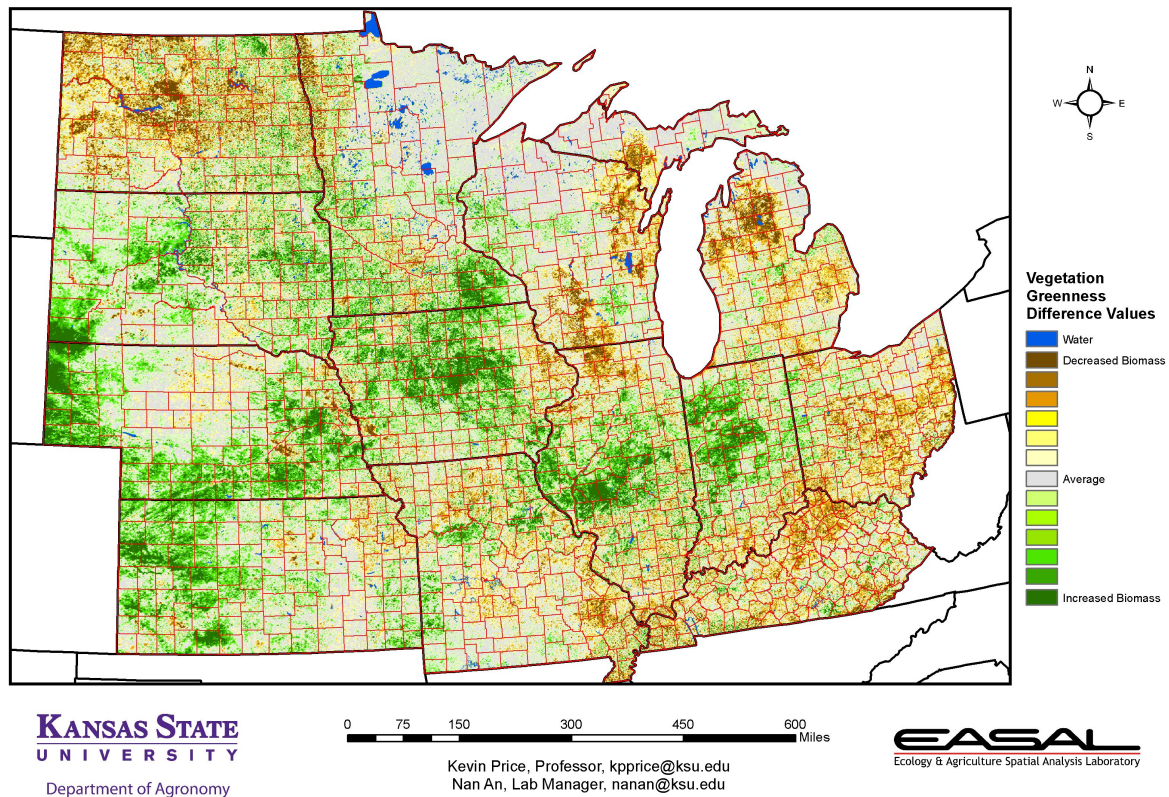 N
W E
S
Vegetation
Greenness
Difference Values
Water
Decreased Biomass
Average
Increased Biomass
KANSAS STATE
UNIVERSITY
Department of Agronomy
0 75 150 300 450 600
Miles
Kevin Price, Professor, kpprice@ksu.edu
Nan An, Lab Manager, nanan@ksu.edu
EASAL
Ecology & Agriculture Spatial Analysis Laboratory